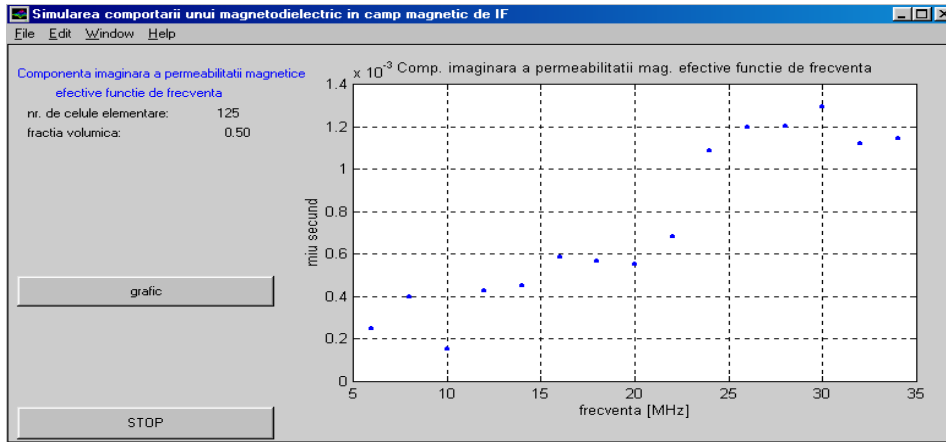 Simularea comportarii unui magnetodielectric in camp magnetic de IF
File Edit Window Help
Componenta imaginara a permeabilitatii magnetice
efective functie de frecventa
nr. de celule elementare: 125
fractia volumica: 0.50
grafic
STOP
x 10^-3 Comp. imaginara a permeabilitatii mag. efective functie de frecventa
1.4
1.2
1
0.8
0.6
0.4
0.2
0
miu secund
5 10 15 20 25 30 35
frecventa [MHz]